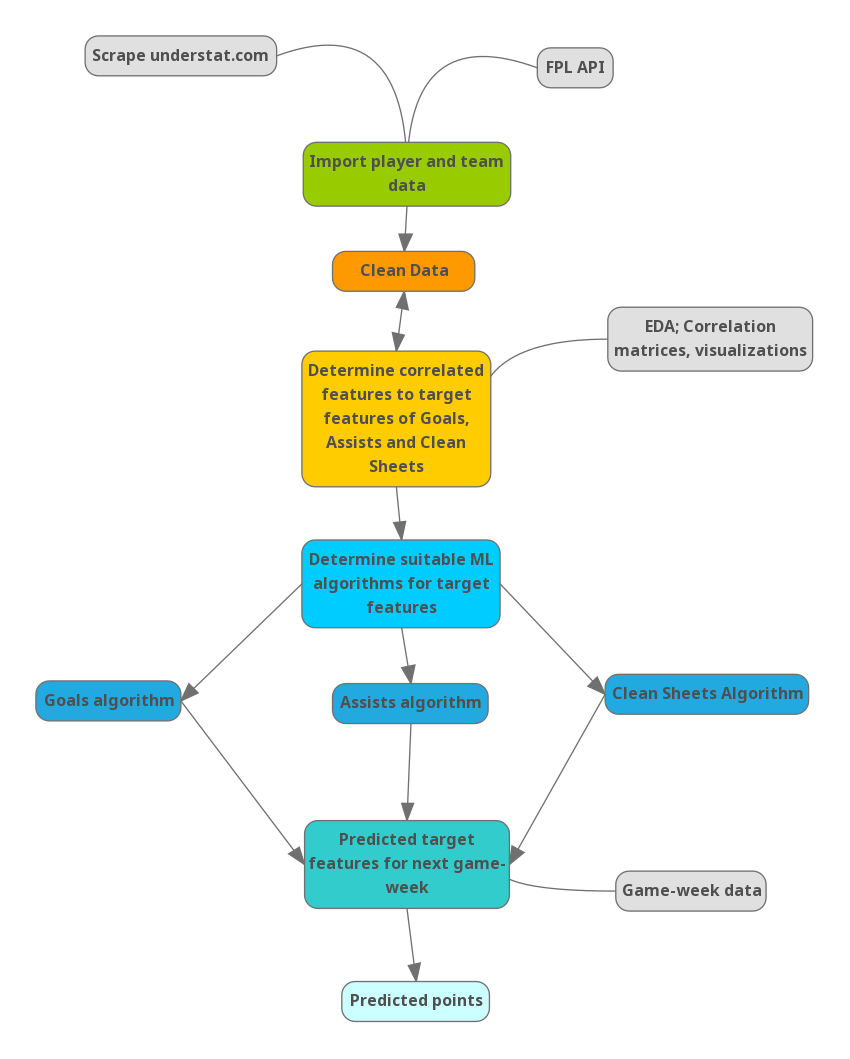 Scrape understat.com
FPL API
Import player and team
data
Clean Data
EDA; Correlation
matrices, visualizations
Determine correlated
features to target
features of Goals,
Assists and Clean
Sheets
Determine suitable ML
algorithms for target
features
Goals algorithm
Assists algorithm
Clean Sheets Algorithm
Predicted target
features for next game-
week
Game-week data
Predicted points